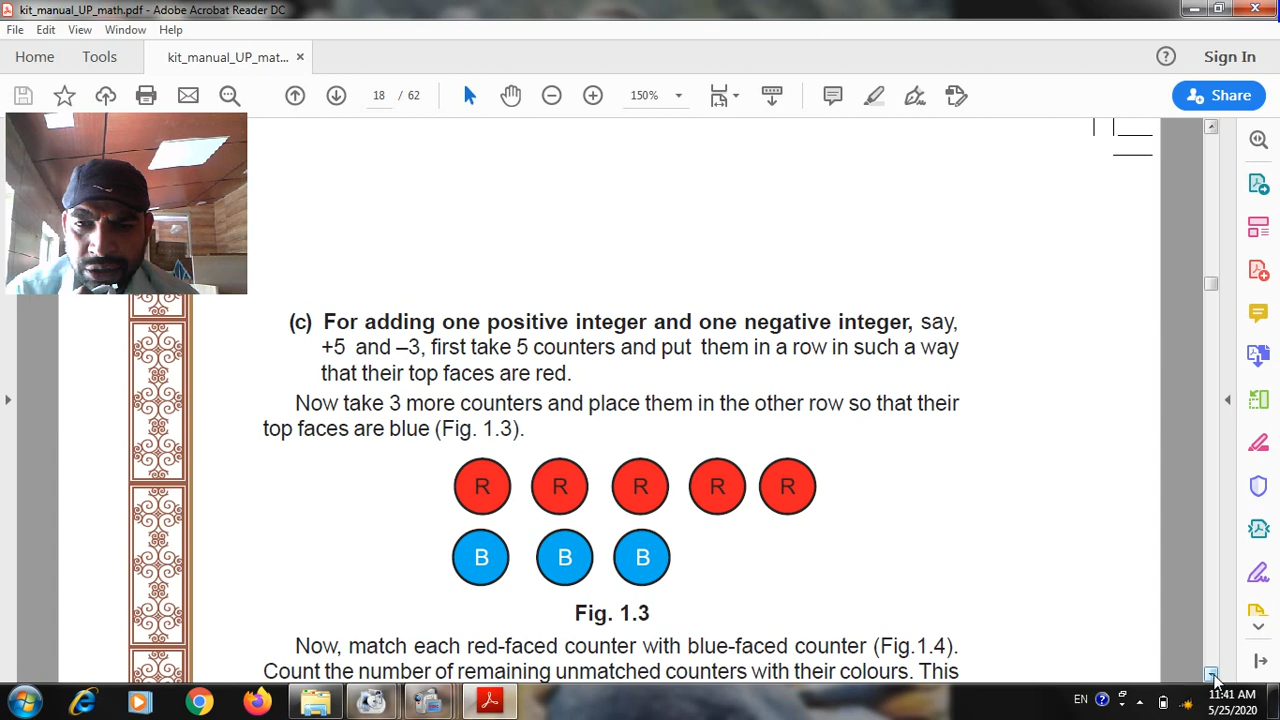 kit_manual_UP_math.pdf - Adobe Acrobat Reader DC
File Edit View Window Help
Home Tools kit_manual_UP_mat... × Sign In
18 / 62 150% Share
(c) For adding one positive integer and one negative integer, say,
+5 and –3, first take 5 counters and put them in a row in such a way
that their top faces are red.
Now take 3 more counters and place them in the other row so that their
top faces are blue (Fig. 1.3).
R R R R R
B B B
Fig. 1.3
Now, match each red-faced counter with blue-faced counter (Fig.1.4).
Count the number of remaining unmatched counters with their colours. This
EN
11:41 AM
5/25/2020